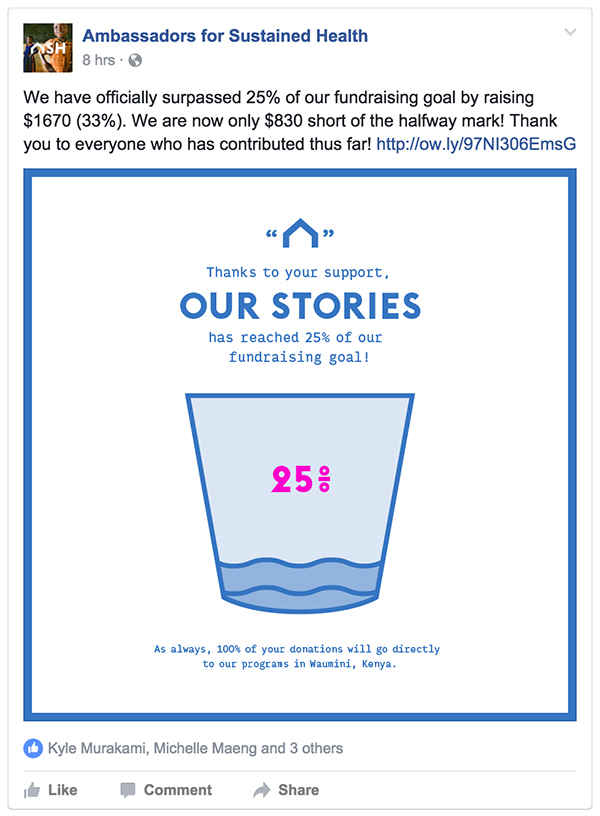 ASH
Ambassadors for Sustained Health
8 hrs ·
We have officially surpassed 25% of our fundraising goal by raising
$1670 (33%). We are now only $830 short of the halfway mark! Thank
you to everyone who has contributed thus far! http://ow.ly/97NI306EmsG
“ ”
Thanks to your support,
OUR STORIES
has reached 25% of our
fundraising goal!
25%
As always, 100% of your donations will go directly
to our programs in Waumini, Kenya.
Kyle Murakami, Michelle Maeng and 3 others
Like Comment Share